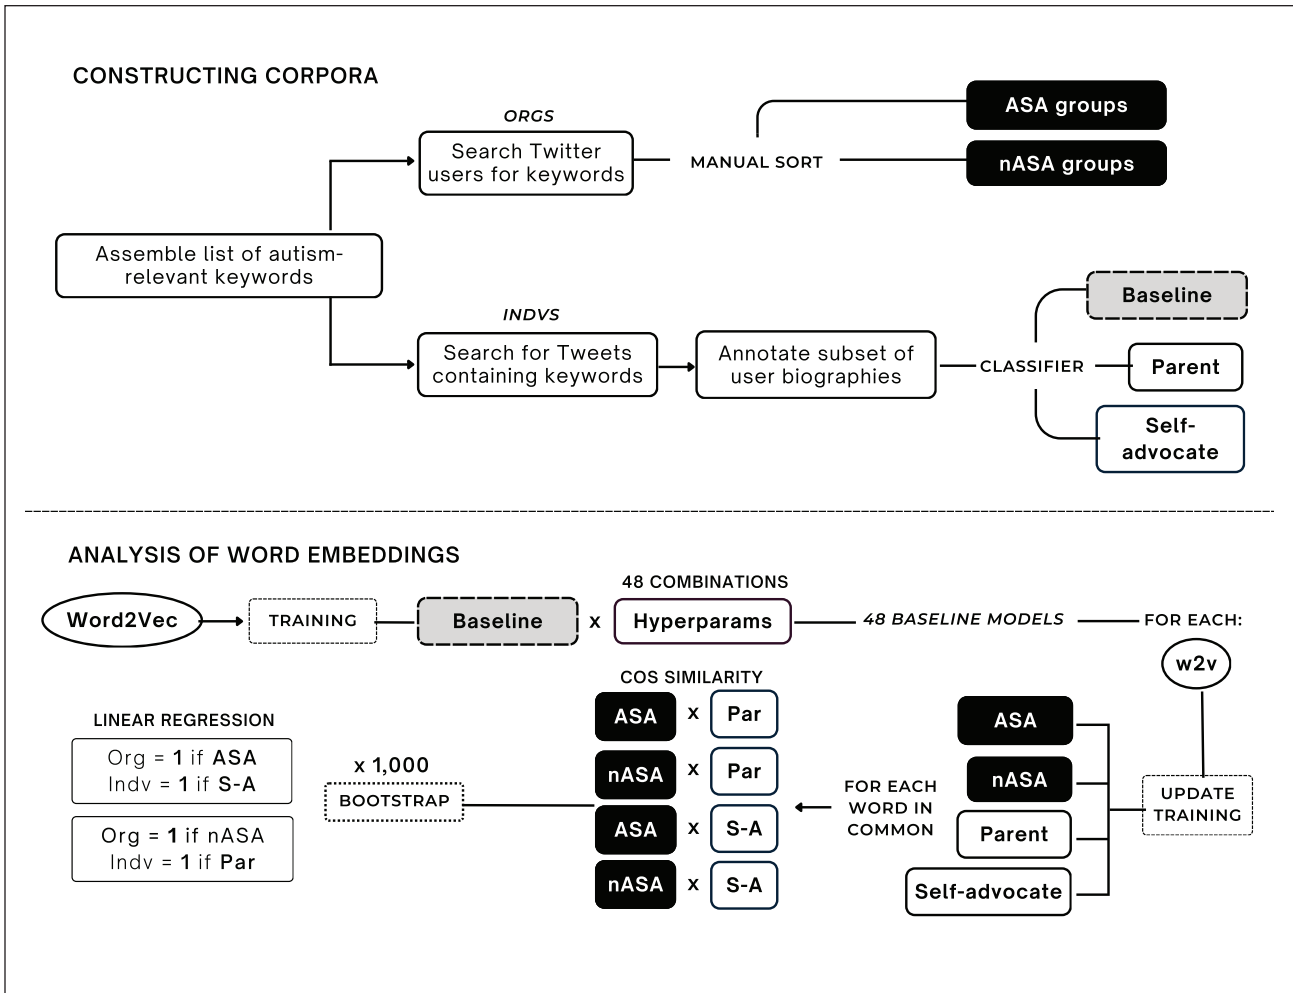 CONSTRUCTING CORPORA
ORGS
Search Twitter
users for keywords
MANUAL SORT
ASA groups
nASA groups
Assemble list of autism-
relevant keywords
INDVS
Search for Tweets
containing keywords
Annotate subset of
user biographies
CLASSIFIER
Baseline
Parent
Self-
advocate
ANALYSIS OF WORD EMBEDDINGS
Word2Vec
TRAINING
Baseline
x
48 COMBINATIONS
Hyperparams
48 BASELINE MODELS
FOR EACH:
w2v
UPDATE
TRAINING
ASA
nASA
Parent
Self-advocate
FOR EACH
WORD IN
COMMON
COS SIMILARITY
ASA x Par
nASA x Par
ASA x S-A
nASA x S-A
x 1,000
BOOTSTRAP
LINEAR REGRESSION
Org = 1 if ASA
Indv = 1 if S-A
Org = 1 if nASA
Indv = 1 if Par